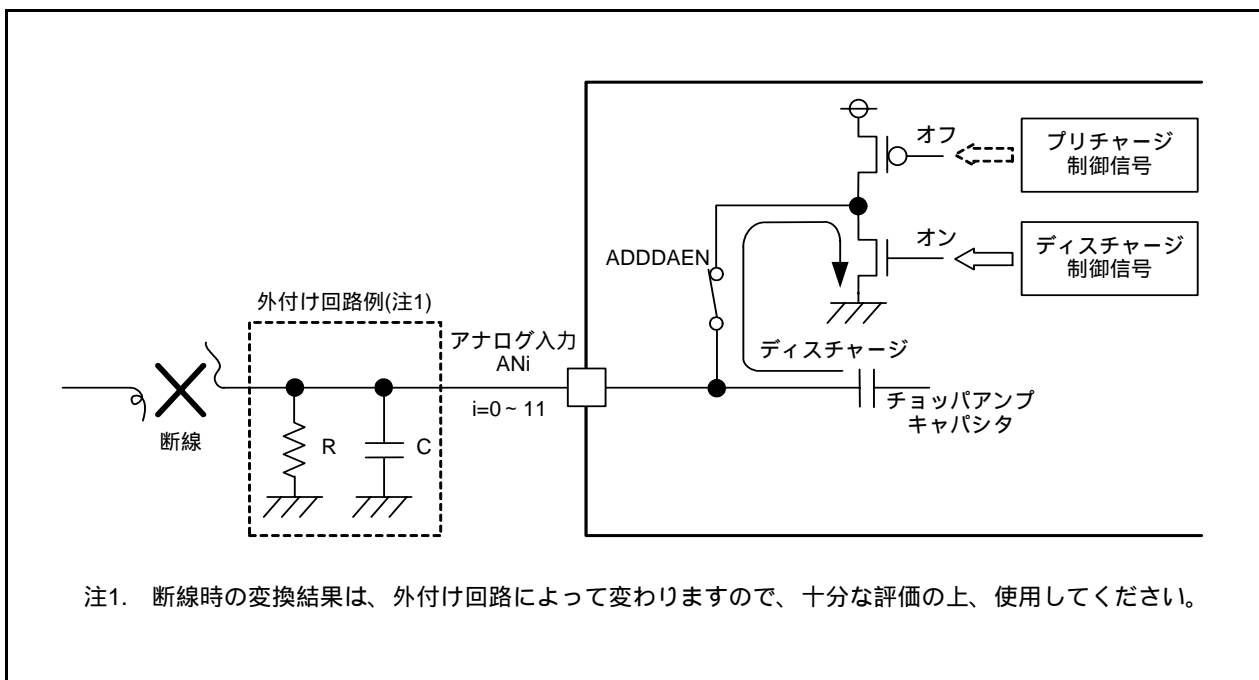 オフ
プリチャージ
制御信号
オン
ディスチャージ
制御信号
ADDDAEN
外付け回路例(注1)
アナログ入力
ANi
i=0~11
ディスチャージ
チョッパアンプ
キャパシタ
断線
R
C
注1. 断線時の変換結果は、外付け回路によって変わりますので、十分な評価の上、使用してください。